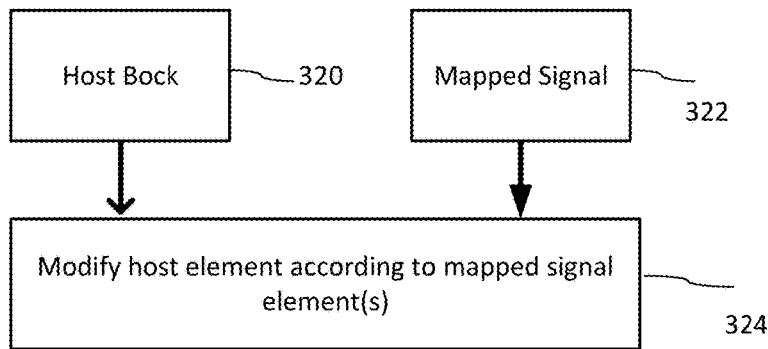 Host Bock
320
Mapped Signal
322
Modify host element according to mapped signal
element(s)
324